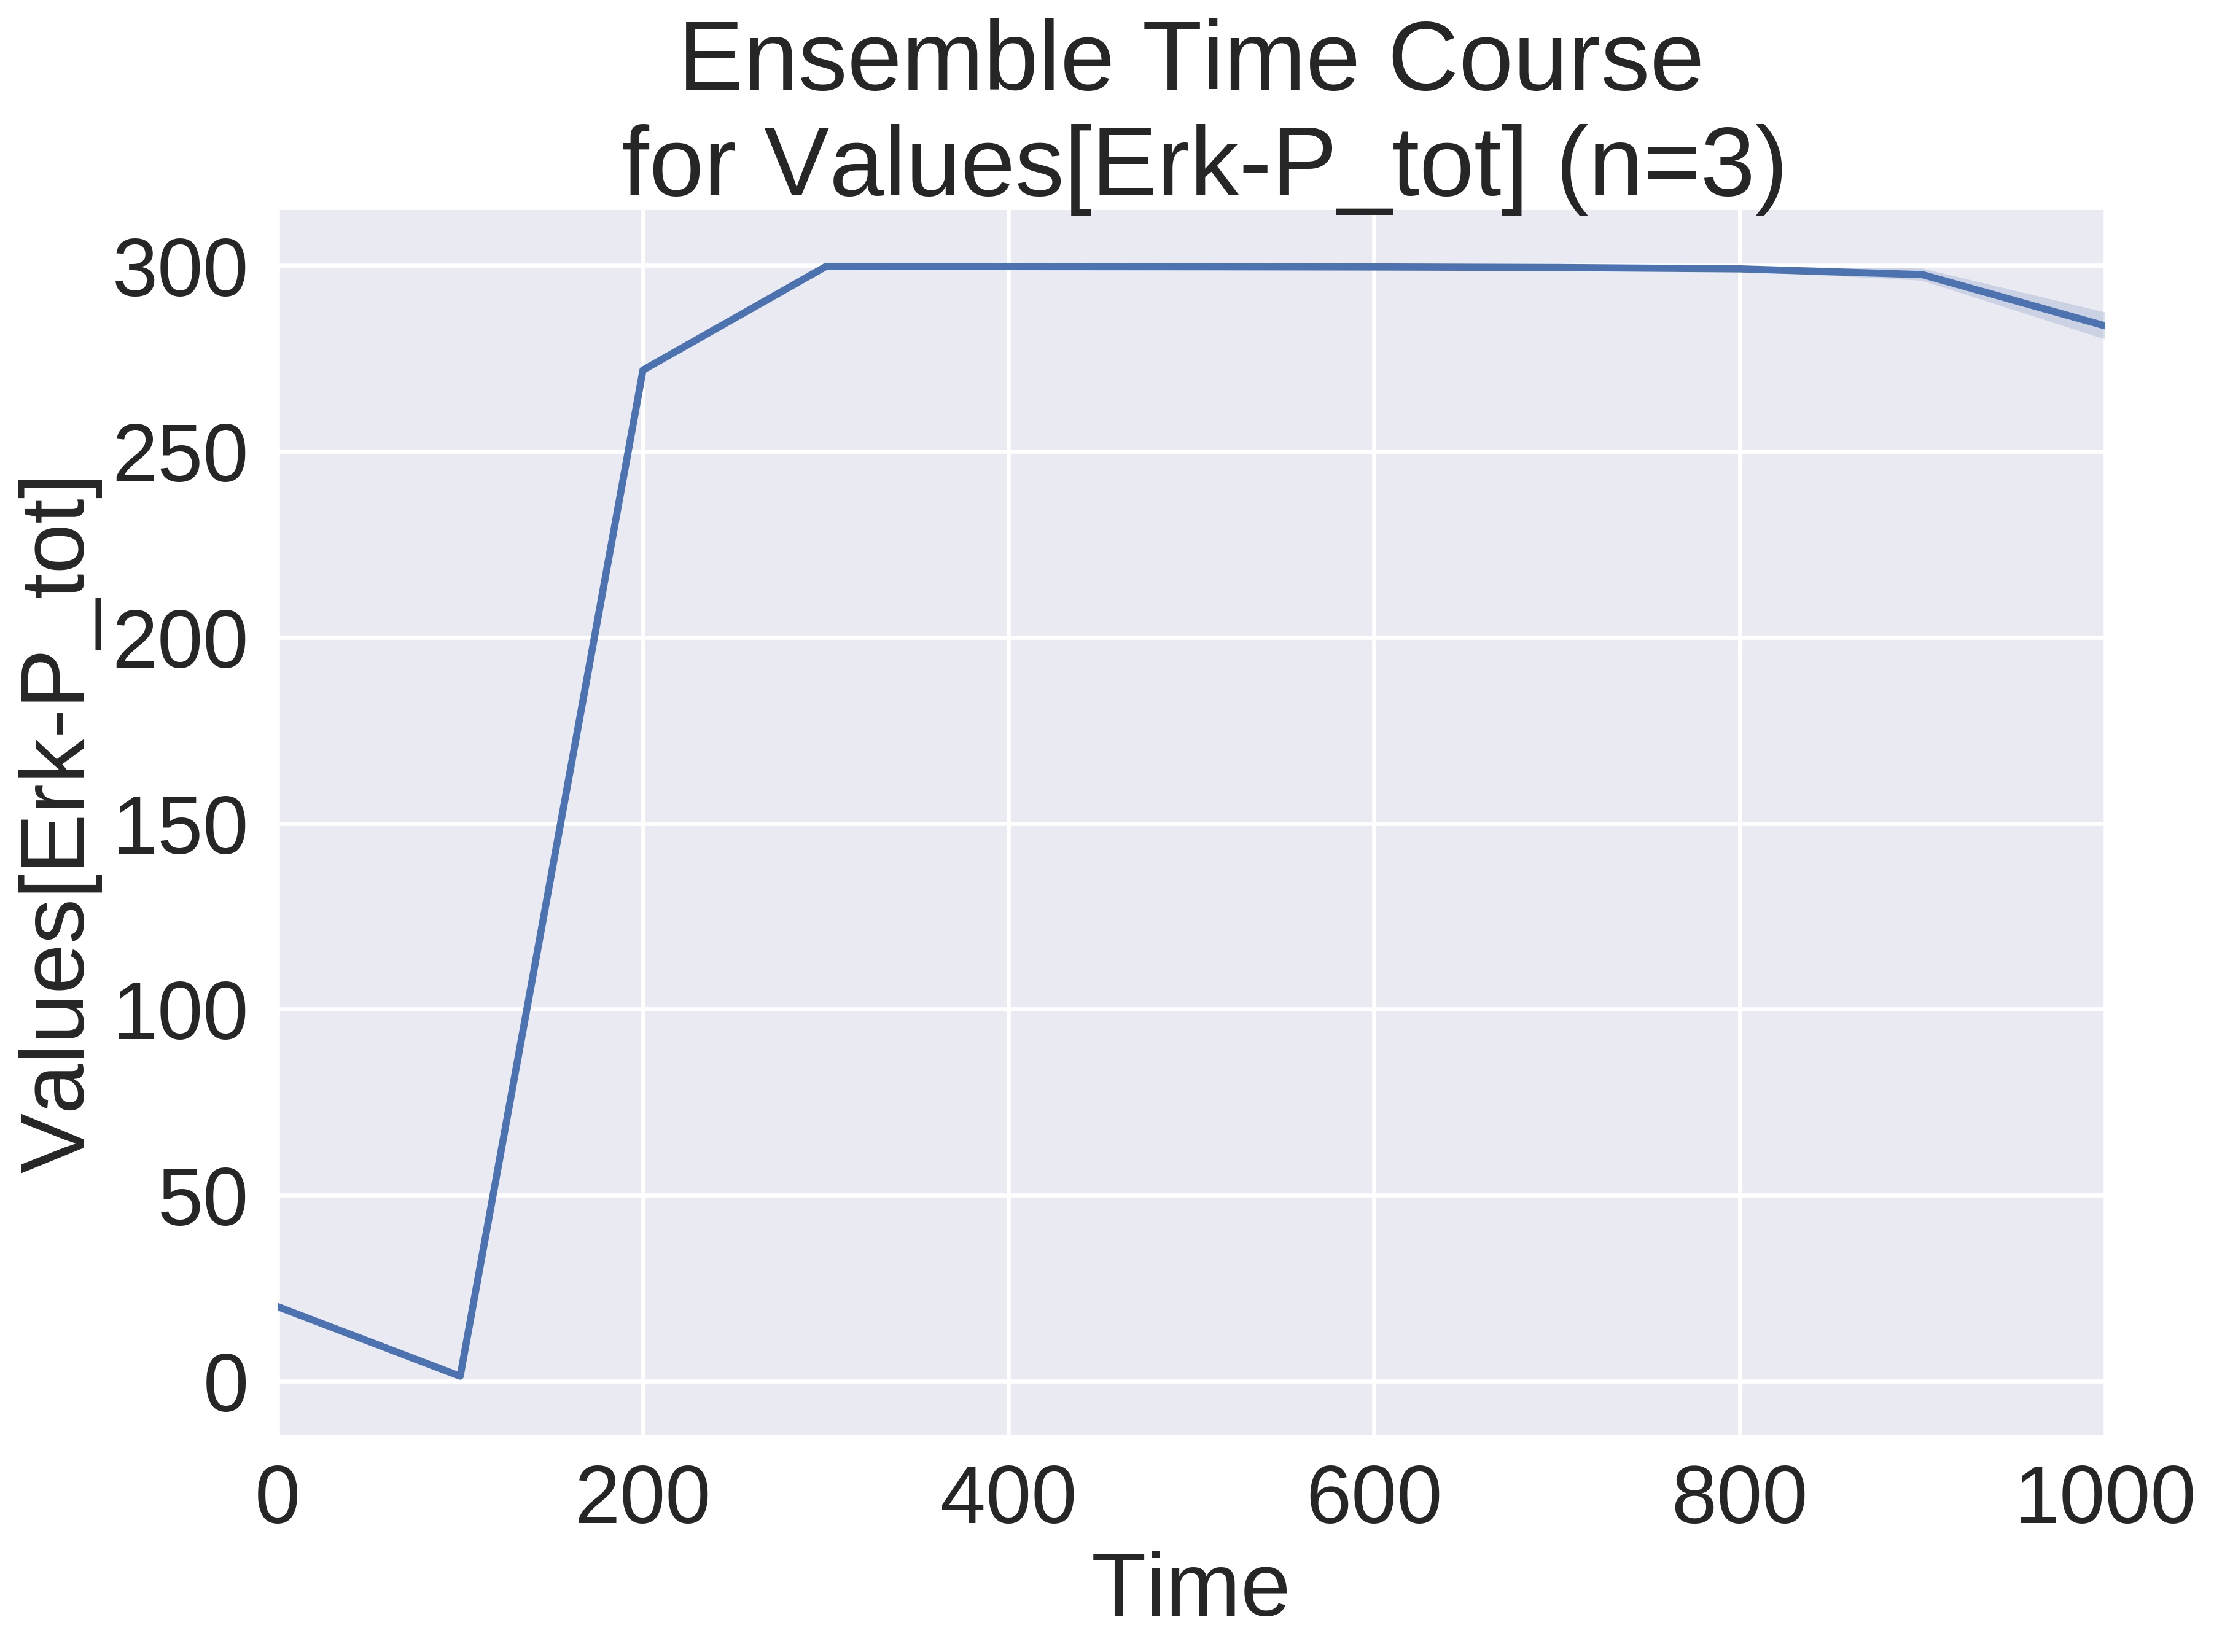 Ensemble Time Course
for Values[Erk-P_tot] (n=3)
Values[Erk-P_tot]
300
250
200
150
100
50
0
0 200 400 600 800 1000
Time